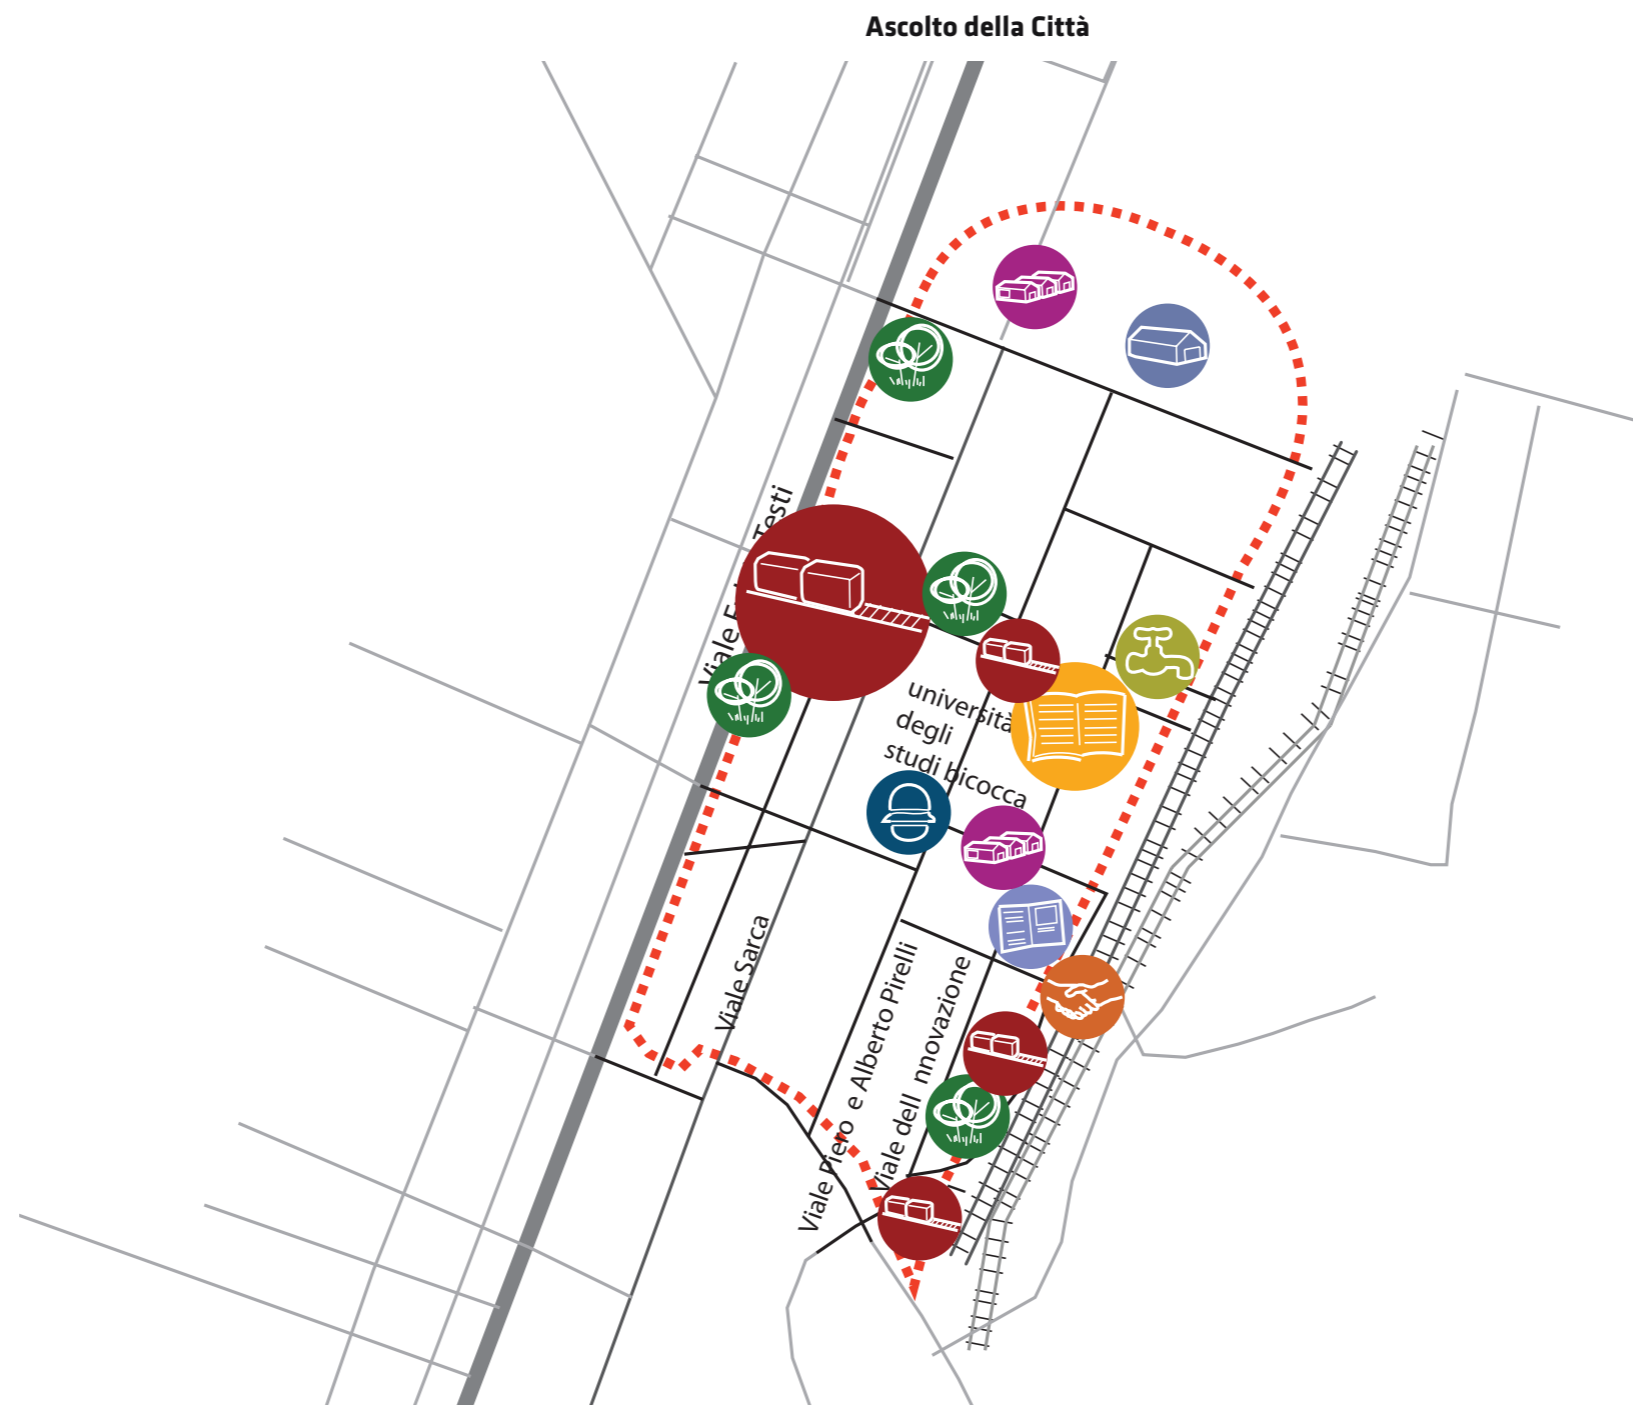 Ascolto della Città
Viale
Testi
università
degli
studi bicocca
Viale Sarca
Viale Piero e Alberto Pirelli
Viale dell nnovazione